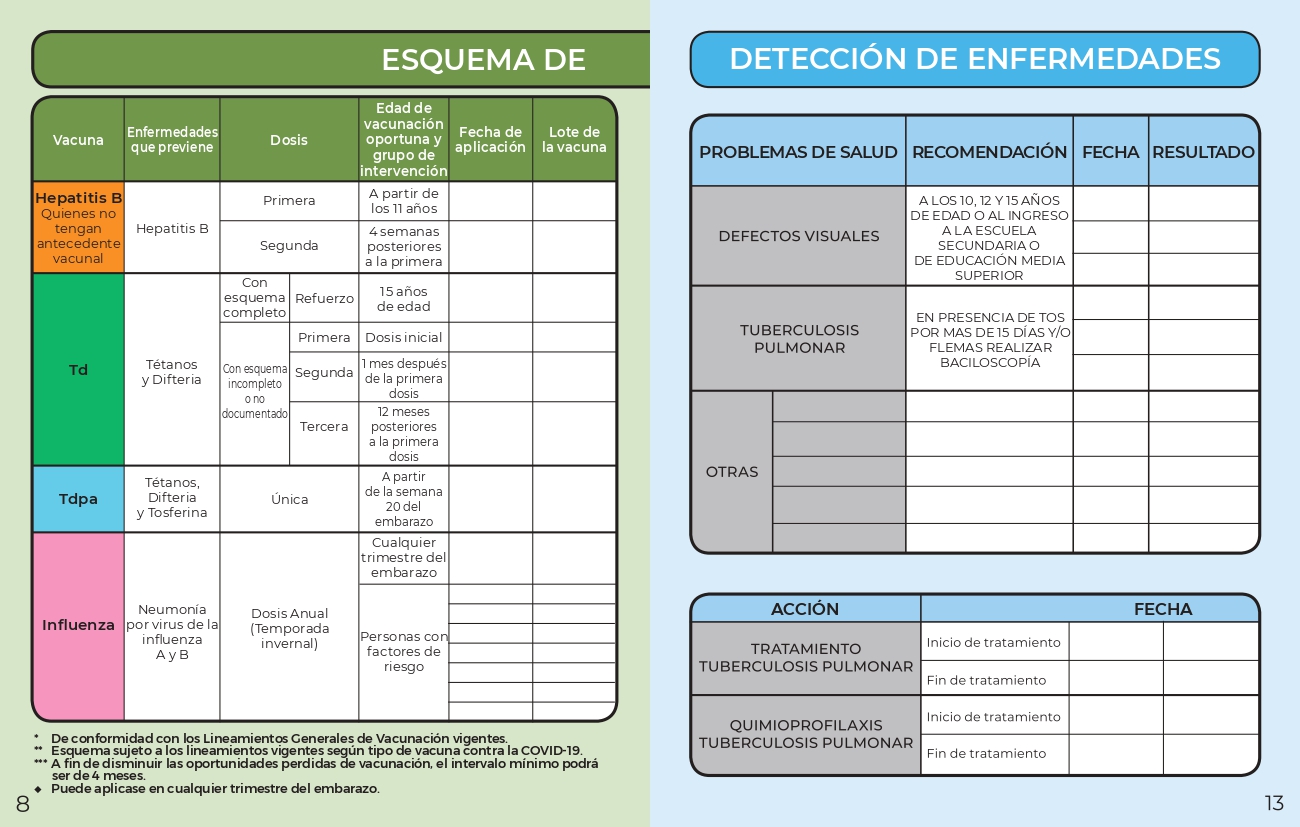 ESQUEMA DE
Vacuna
Enfermedades
que previene
Dosis
Edad de
vacunación
oportuna y
grupo de
intervención
Fecha de
aplicación
Lote de
la vacuna
Hepatitis B
Quienes no
tengan
antecedente
vacunal
Hepatitis B
Primera
A partir de
los 11 años
Segunda
4 semanas
posteriores
a la primera
Td
Tétanos
y Difteria
Con
esquema
completo
Refuerzo
15 años
de edad
Con esquema
incompleto
o no
documentado
Primera
Dosis inicial
Segunda
1 mes después
de la primera
dosis
Tercera
12 meses
posteriores
a la primera
dosis
Tdpa
Tétanos,
Difteria
y Tosferina
Única
A partir
de la semana
20 del
embarazo
Influenza
Neumonía
por virus de la
influenza
A y B
Dosis Anual
(Temporada
invernal)
Cualquier
trimestre del
embarazo
Personas con
factores de
riesgo
* De conformidad con los Lineamientos Generales de Vacunación vigentes.
** Esquema sujeto a los lineamientos vigentes según tipo de vacuna contra la COVID-19.
*** A fin de disminuir las oportunidades perdidas de vacunación, el intervalo mínimo podrá
ser de 4 meses.
◆ Puede aplicase en cualquier trimestre del embarazo.
8
DETECCIÓN DE ENFERMEDADES
PROBLEMAS DE SALUD
RECOMENDACIÓN
FECHA
RESULTADO
DEFECTOS VISUALES
A LOS 10, 12 Y 15 AÑOS
DE EDAD O AL INGRESO
A LA ESCUELA
SECUNDARIA O
DE EDUCACIÓN MEDIA
SUPERIOR
TUBERCULOSIS
PULMONAR
EN PRESENCIA DE TOS
POR MAS DE 15 DÍAS Y/O
FLEMAS REALIZAR
BACILOSCOPÍA
OTRAS
ACCIÓN
FECHA
TRATAMIENTO
TUBERCULOSIS PULMONAR
Inicio de tratamiento
Fin de tratamiento
QUIMIOPROFILAXIS
TUBERCULOSIS PULMONAR
Inicio de tratamiento
Fin de tratamiento
13